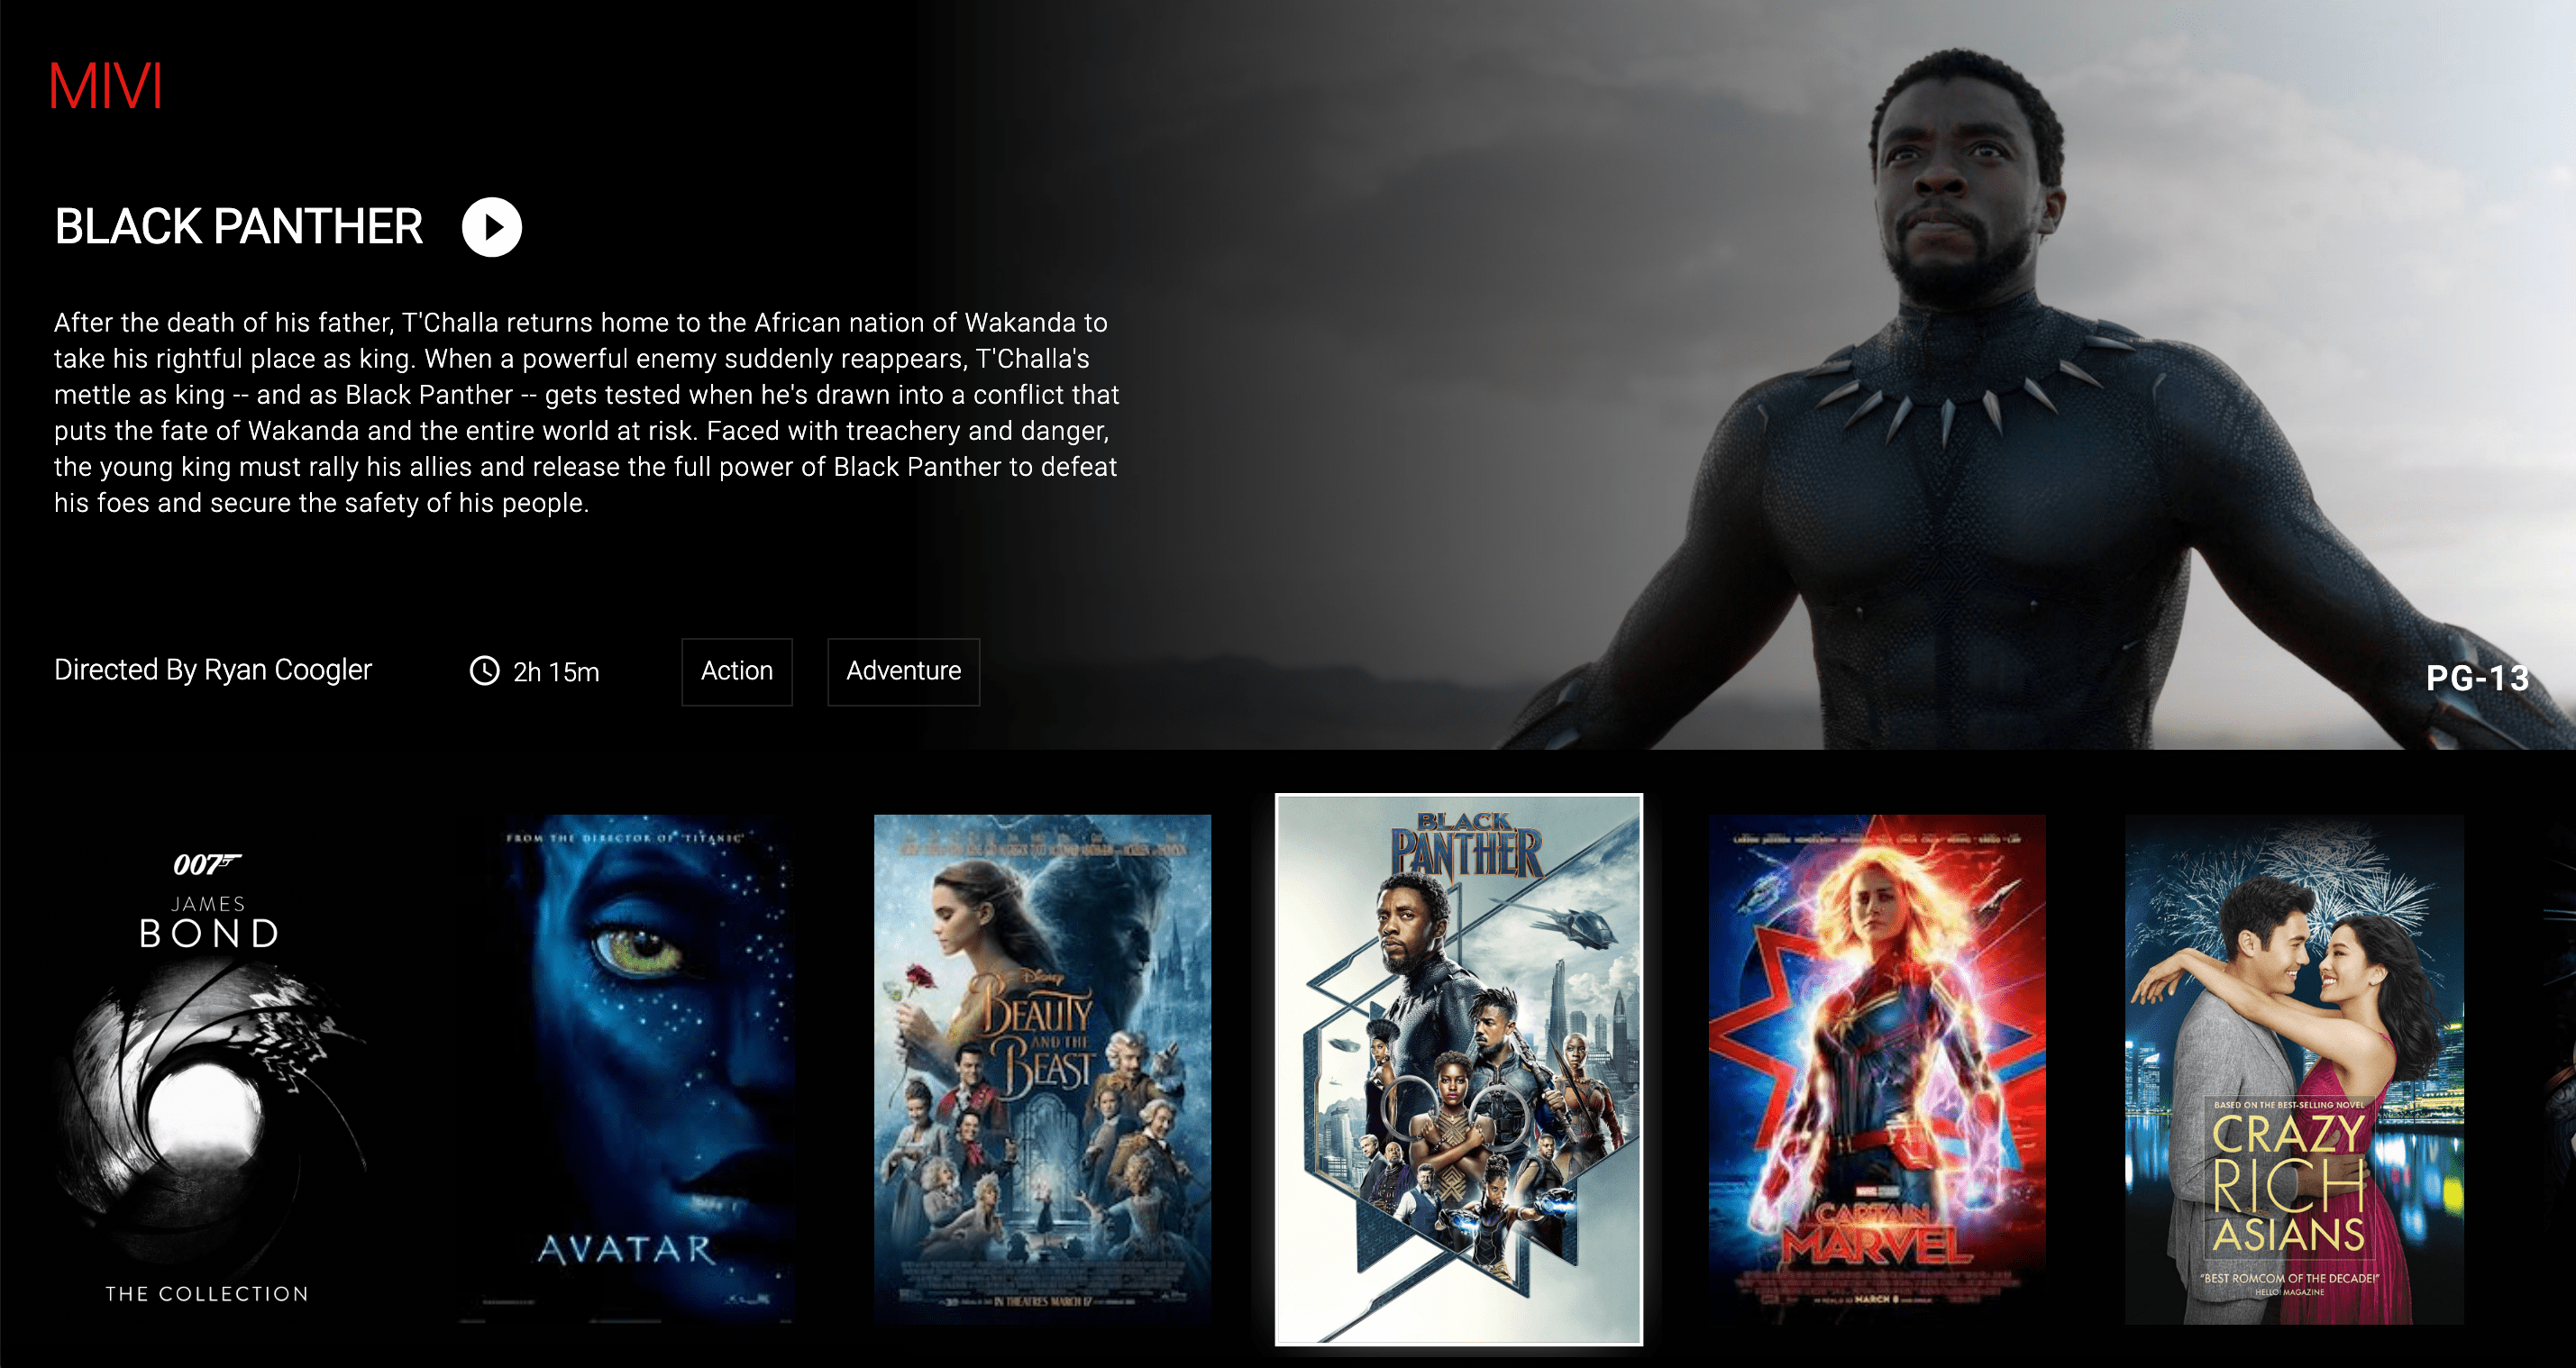 MIVI
BLACK PANTHER
After the death of his father, T'Challa returns home to the African nation of Wakanda to
take his rightful place as king. When a powerful enemy suddenly reappears, T'Challa's
mettle as king -- and as Black Panther -- gets tested when he's drawn into a conflict that
puts the fate of Wakanda and the entire world at risk. Faced with treachery and danger,
the young king must rally his allies and release the full power of Black Panther to defeat
his foes and secure the safety of his people.
Directed By Ryan Coogler
2h 15m
Action
Adventure
PG-13
007
JAMES
BOND
THE COLLECTION
FROM THE DIRECTOR OF "TITANIC"
AVATAR
Disney
BEAUTY
AND THE
BEAST
IN THEATRES MARCH 17
BLACK
PANTHER
CAPTAIN
MARVEL
MARCH 8
BASED ON THE BEST-SELLING NOVEL
CRAZY
RICH
ASIANS
"BEST ROMCOM OF THE DECADE!"
HELLO! MAGAZINE